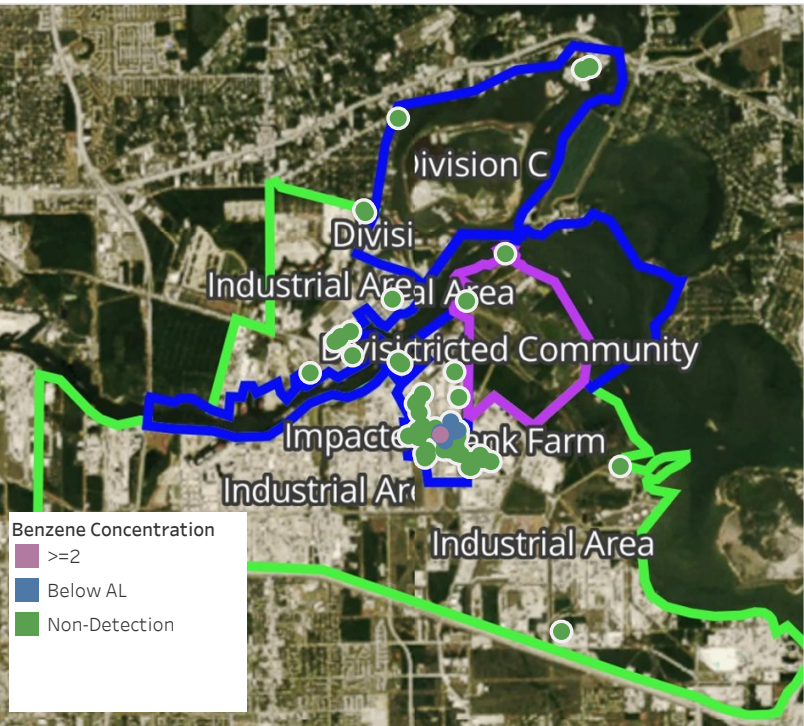 Division C
Divisi
Industrial Are
al Area
Divisi
tricted Community
Impacte
ank Farm
Industrial Are
Industrial Area
Benzene Concentration
>=2
Below AL
Non-Detection